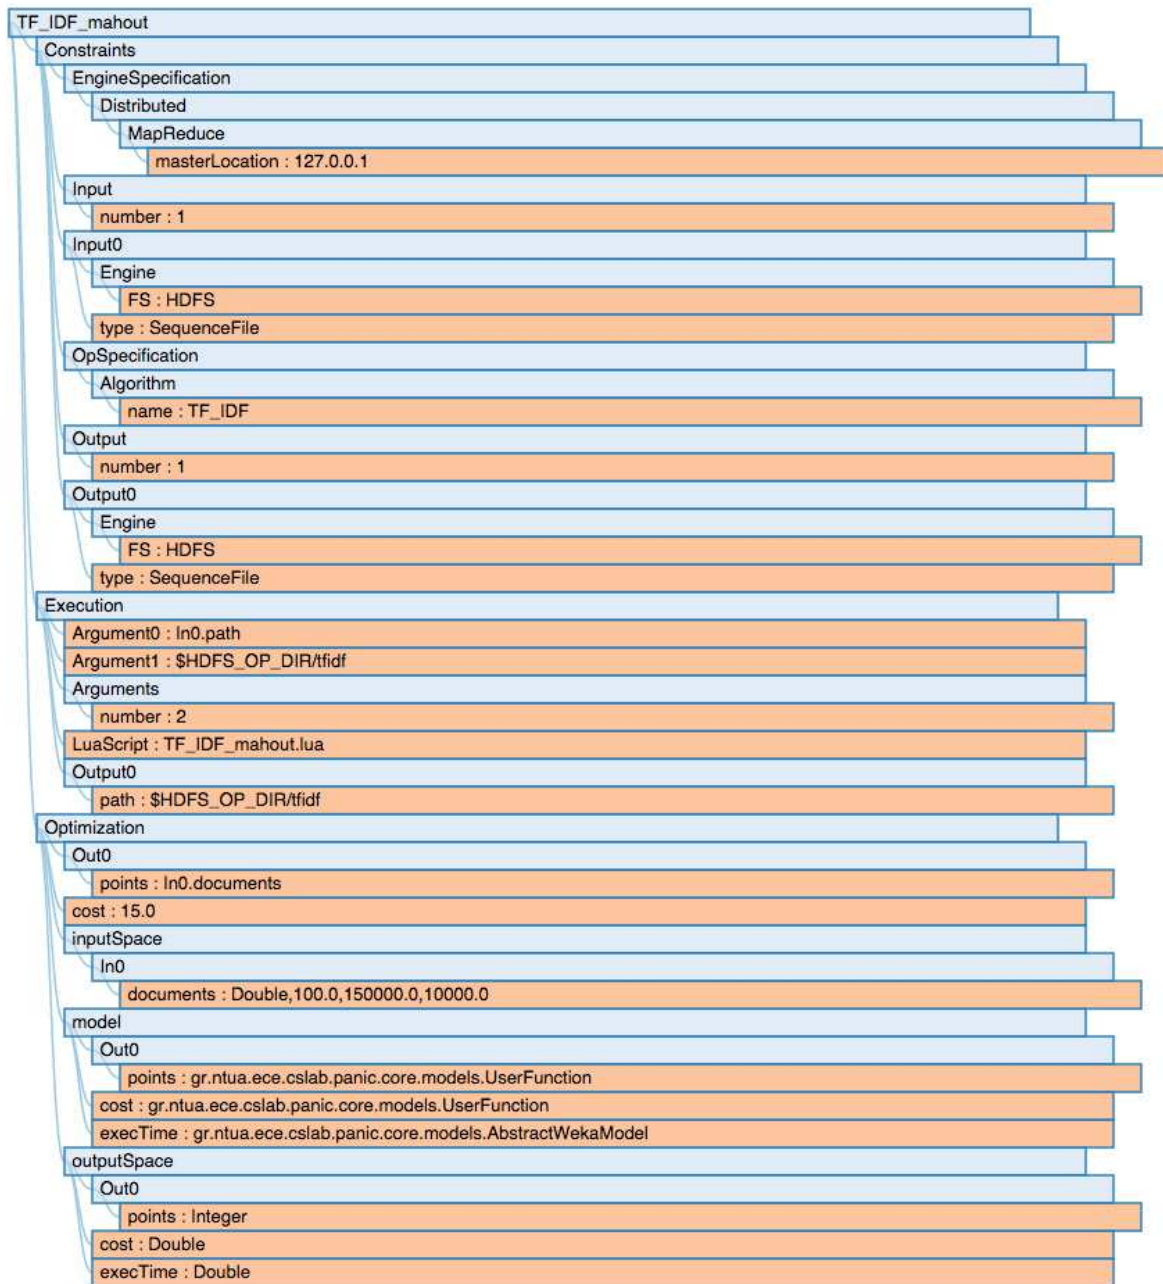 TF_IDF_mahout
Constraints
EngineSpecification
Distributed
MapReduce
masterLocation : 127.0.0.1
Input
number : 1
Input0
Engine
FS : HDFS
type : SequenceFile
OpSpecification
Algorithm
name : TF_IDF
Output
number : 1
Output0
Engine
FS : HDFS
type : SequenceFile
Execution
Argument0 : In0.path
Argument1 : $HDFS_OP_DIR/tfidf
Arguments
number : 2
LuaScript : TF_IDF_mahout.lua
Output0
path : $HDFS_OP_DIR/tfidf
Optimization
Out0
points : In0.documents
cost : 15.0
inputSpace
In0
documents : Double,100.0,150000.0,10000.0
model
Out0
points : gr.ntua.ece.cslab.panic.core.models.UserFunction
cost : gr.ntua.ece.cslab.panic.core.models.UserFunction
execTime : gr.ntua.ece.cslab.panic.core.models.AbstractWekaModel
outputSpace
Out0
points : Integer
cost : Double
execTime : Double